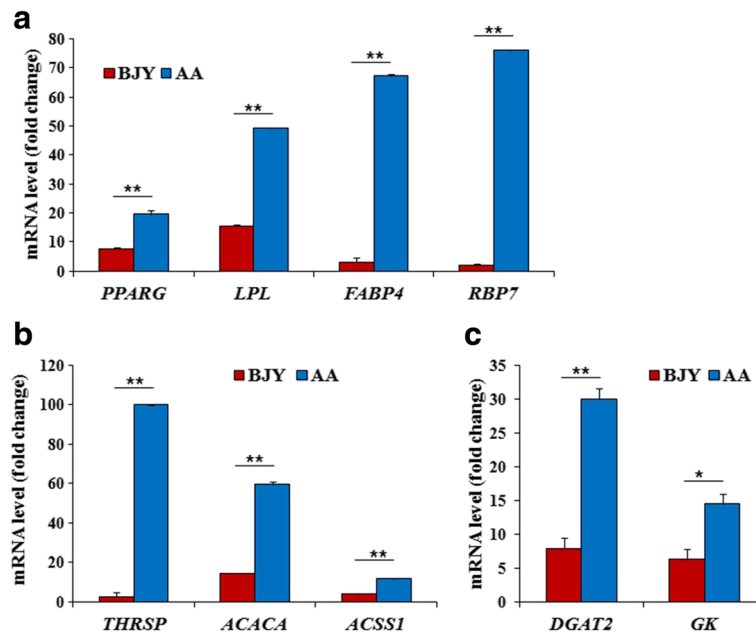 a
mRNA level (fold change)
80
70
60
50
40
30
20
10
0
BJY AA
**
**
**
**
PPARG LPL FABP4 RBP7
b
mRNA level (fold change)
120
100
80
60
40
20
0
BJY AA
**
**
**
THRSP ACACA ACSS1
c
mRNA level (fold change)
35
30
25
20
15
10
5
0
BJY AA
**
*
DGAT2 GK